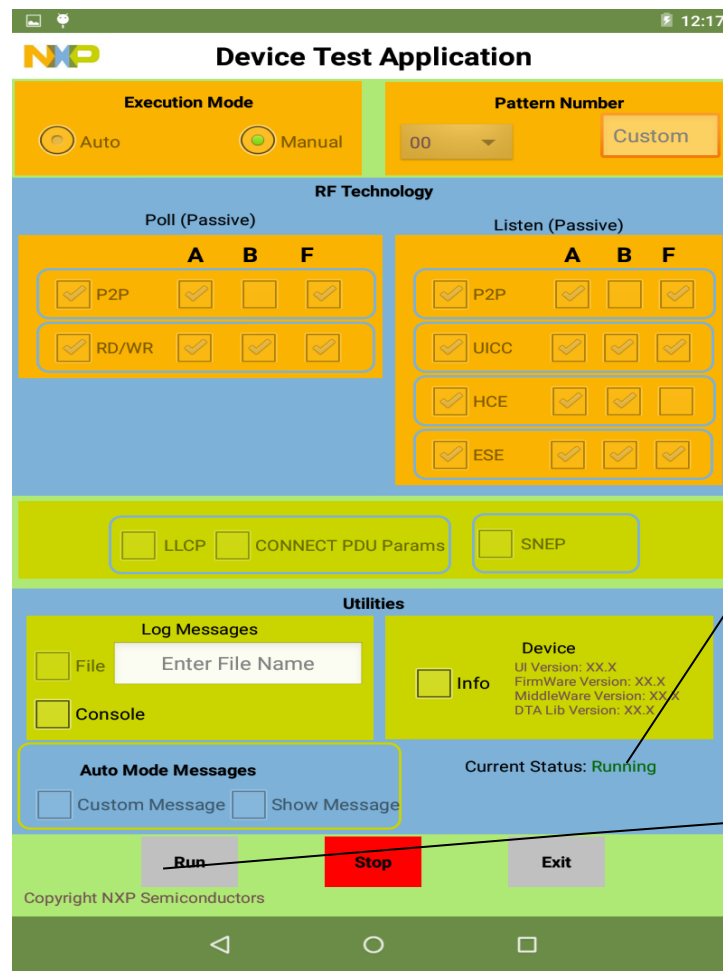 12:17
NXP Device Test Application
Execution Mode
Auto Manual
Pattern Number
00 Custom
RF Technology
Poll (Passive)
A B F
P2P
RD/WR
Listen (Passive)
A B F
P2P
UICC
HCE
ESE
LLCP CONNECT PDU Params SNEP
Utilities
Log Messages
File Enter File Name
Console
Info
Device
UI Version: XX.X
FirmWare Version: XX.X
MiddleWare Version: XX.X
DTA Lib Version: XX.X
Auto Mode Messages
Custom Message Show Message
Current Status: Running
Run Stop Exit
Copyright NXP Semiconductors